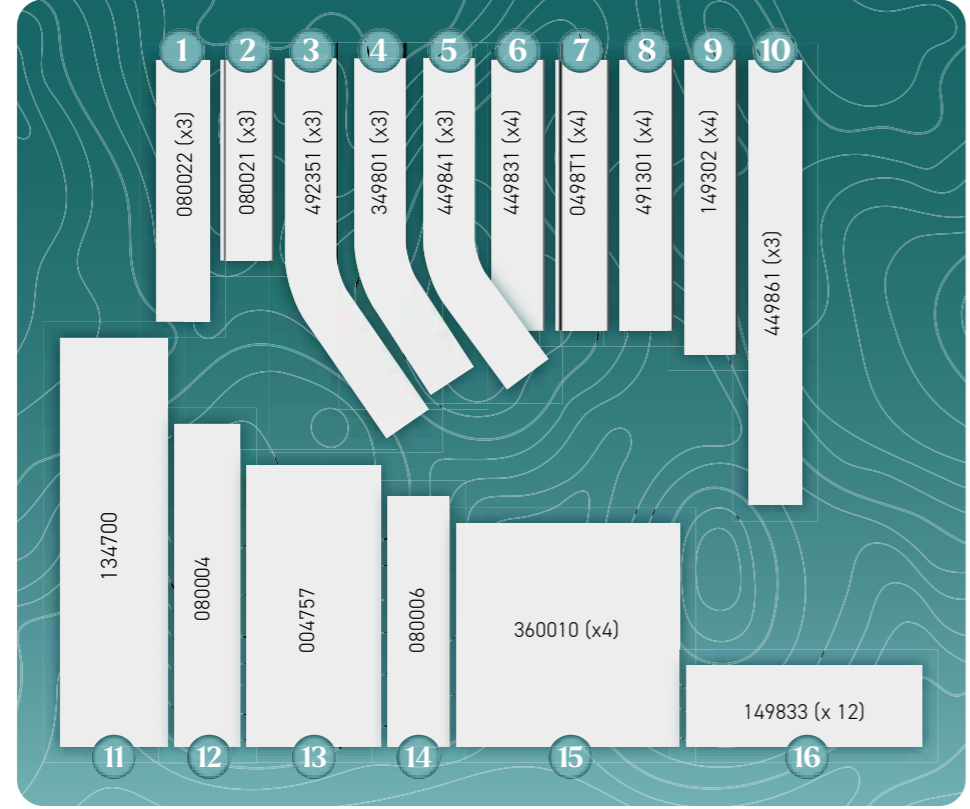 1
2
3
4
5
6
7
8
9
10
080022 (x3)
080021 (x3)
492351 (x3)
349801 (x3)
449841 (x3)
449831 (x4)
0498T1 (x4)
491301 (x4)
149302 (x4)
449861 (x3)
134700
080004
004757
080006
360010 (x4)
149833 (x 12)
11
12
13
14
15
16